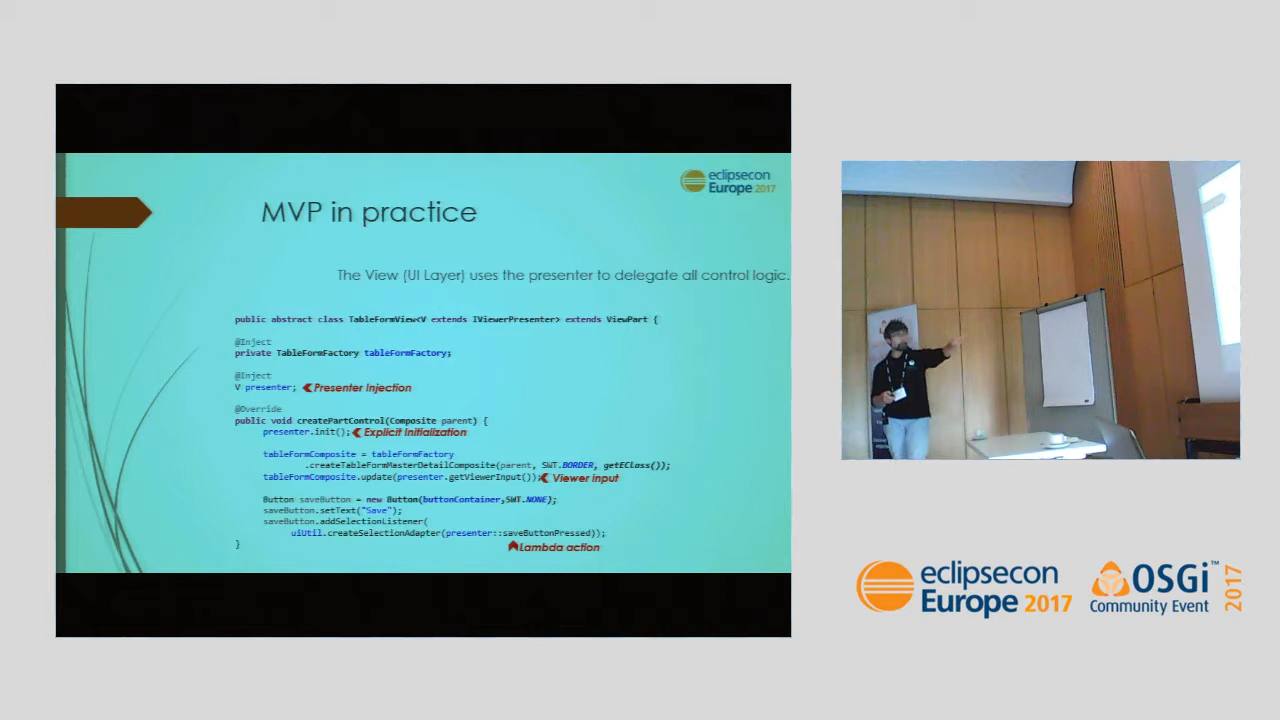 eclipsecon
Europe 2017
MVP in practice
The View (UI Layer) uses the presenter to delegate all control logic.
public abstract class TableFormView<V extends IViewerPresenter> extends ViewPart {
@Inject
private TableFormFactory tableFormFactory;
@Inject
V presenter; Presenter Injection
@Override
public void createPartControl(Composite parent) {
presenter.init(); Explicit Initialization
tableFormComposite = tableFormFactory
.createTableFormMasterDetailComposite(parent, SWT.BORDER, getEClass());
tableFormComposite.update(presenter.getViewerInput()); Viewer input
Button saveButton = new Button(buttonContainer,SWT.NONE);
saveButton.setText("Save");
saveButton.addSelectionListener(
uiUtil.createSelectionAdapter(presenter::saveButtonPressed));
}
Lambda action
eclipsecon
Europe 2017
OSGi™
Community Event
2017